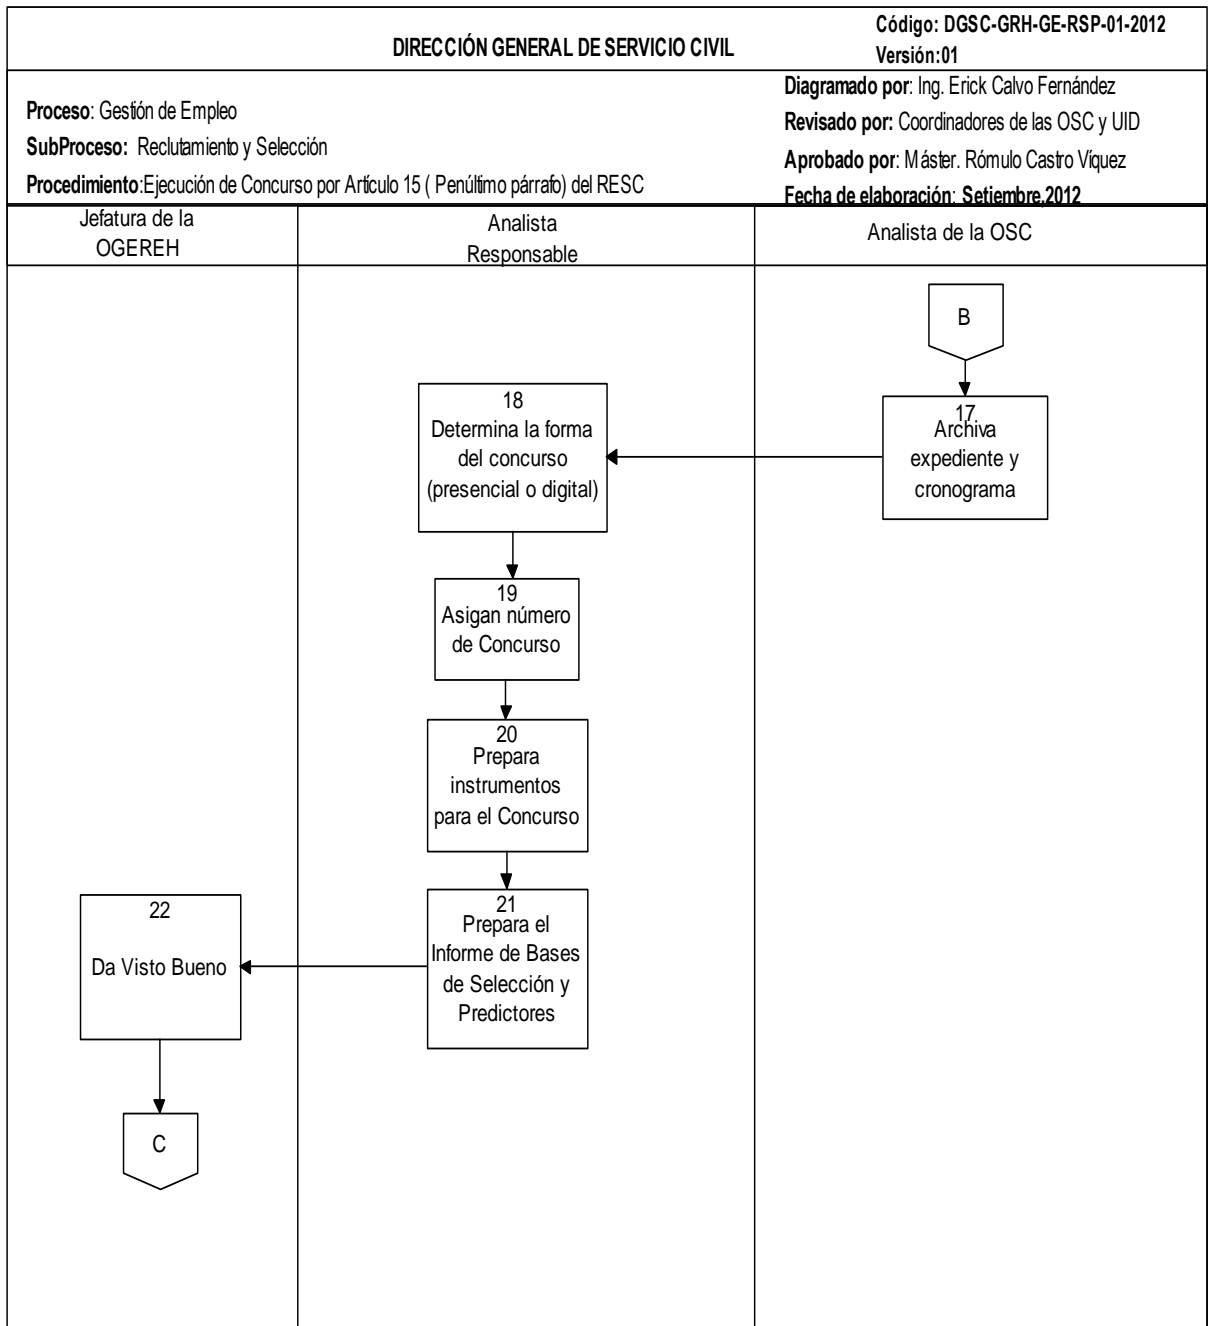 DIRECCIÓN GENERAL DE SERVICIO CIVIL
Código: DGSC-GRH-GE-RSP-01-2012
Versión:01
Proceso: Gestión de Empleo
SubProceso: Reclutamiento y Selección
Procedimiento:Ejecución de Concurso por Artículo 15 ( Penúltimo párrafo) del RESC
Diagramado por: Ing. Erick Calvo Fernández
Revisado por: Coordinadores de las OSC y UID
Aprobado por: Máster. Rómulo Castro Víquez
Fecha de elaboración: Setiembre,2012
Jefatura de la
OGEREH
Analista
Responsable
Analista de la OSC
B
17
Archiva
expediente y
cronograma
18
Determina la forma
del concurso
(presencial o digital)
19
Asigan número
de Concurso
20
Prepara
instrumentos
para el Concurso
21
Prepara el
Informe de Bases
de Selección y
Predictores
22
Da Visto Bueno
C